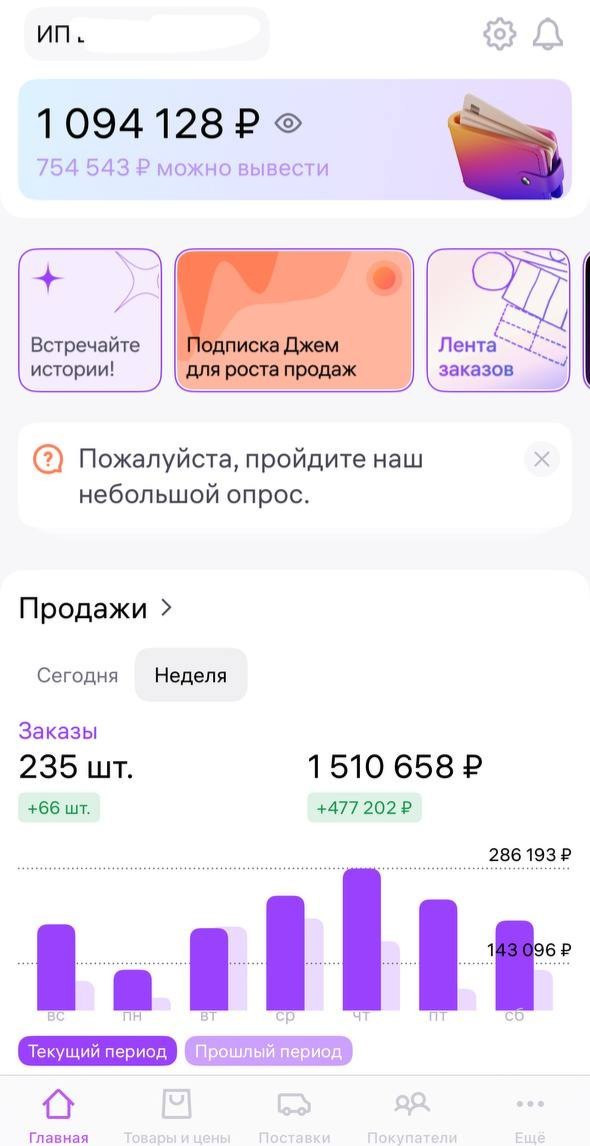 ИП
1 094 128 ₽
754 543 ₽ можно вывести
Встречайте
истории!
Подписка Джем
для роста продаж
Лента
заказов
Пожалуйста, пройдите наш
небольшой опрос.
Продажи
Сегодня
Неделя
Заказы
235 шт.
1 510 658 ₽
+66 шт.
+477 202 ₽
286 193 ₽
143 096 ₽
вс пн вт ср чт пт сб
Текущий период
Прошлый период
Главная
Товары и цены
Поставки
Покупатели
Ещё